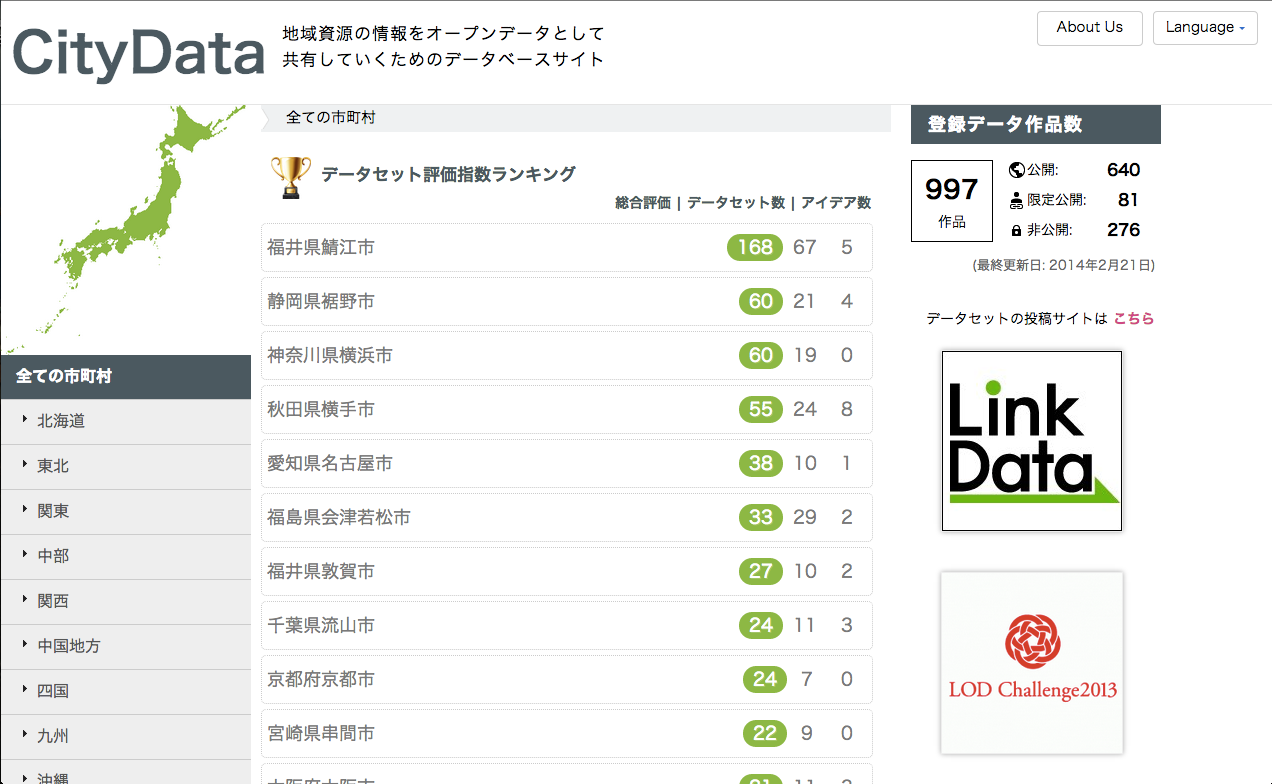 CityData
地域資源の情報をオープンデータとして
共有していくためのデータベースサイト
About Us
Language
全ての市町村
北海道
東北
関東
中部
関西
中国地方
四国
九州
沖縄
全ての市町村
データセット評価指数ランキング
総合評価 | データセット数 | アイデア数
福井県鯖江市 168 67 5
静岡県裾野市 60 21 4
神奈川県横浜市 60 19 0
秋田県横手市 55 24 8
愛知県名古屋市 38 10 1
福島県会津若松市 33 29 2
福井県敦賀市 27 10 2
千葉県流山市 24 11 3
京都府京都市 24 7 0
宮崎県串間市 22 9 0
登録データ作品数
997
作品
公開: 640
限定公開: 81
非公開: 276
(最終更新日: 2014年2月21日)
データセットの投稿サイトは こちら
Link
Data
LOD Challenge2013